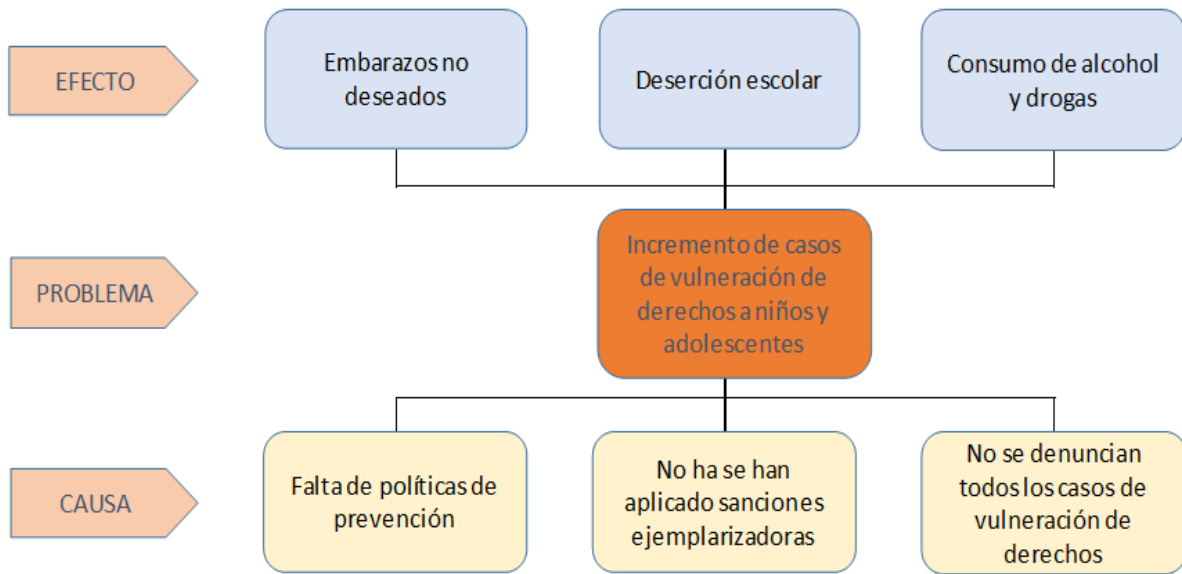 EFECTO
Embarazos no
deseados
Deserción escolar
Consumo de alcohol
y drogas
PROBLEMA
Incremento de casos
de vulneración de
derechos a niños y
adolescentes
CAUSA
Falta de políticas de
prevención
No ha se han
aplicado sanciones
ejemplarizadoras
No se denuncian
todos los casos de
vulneración de
derechos